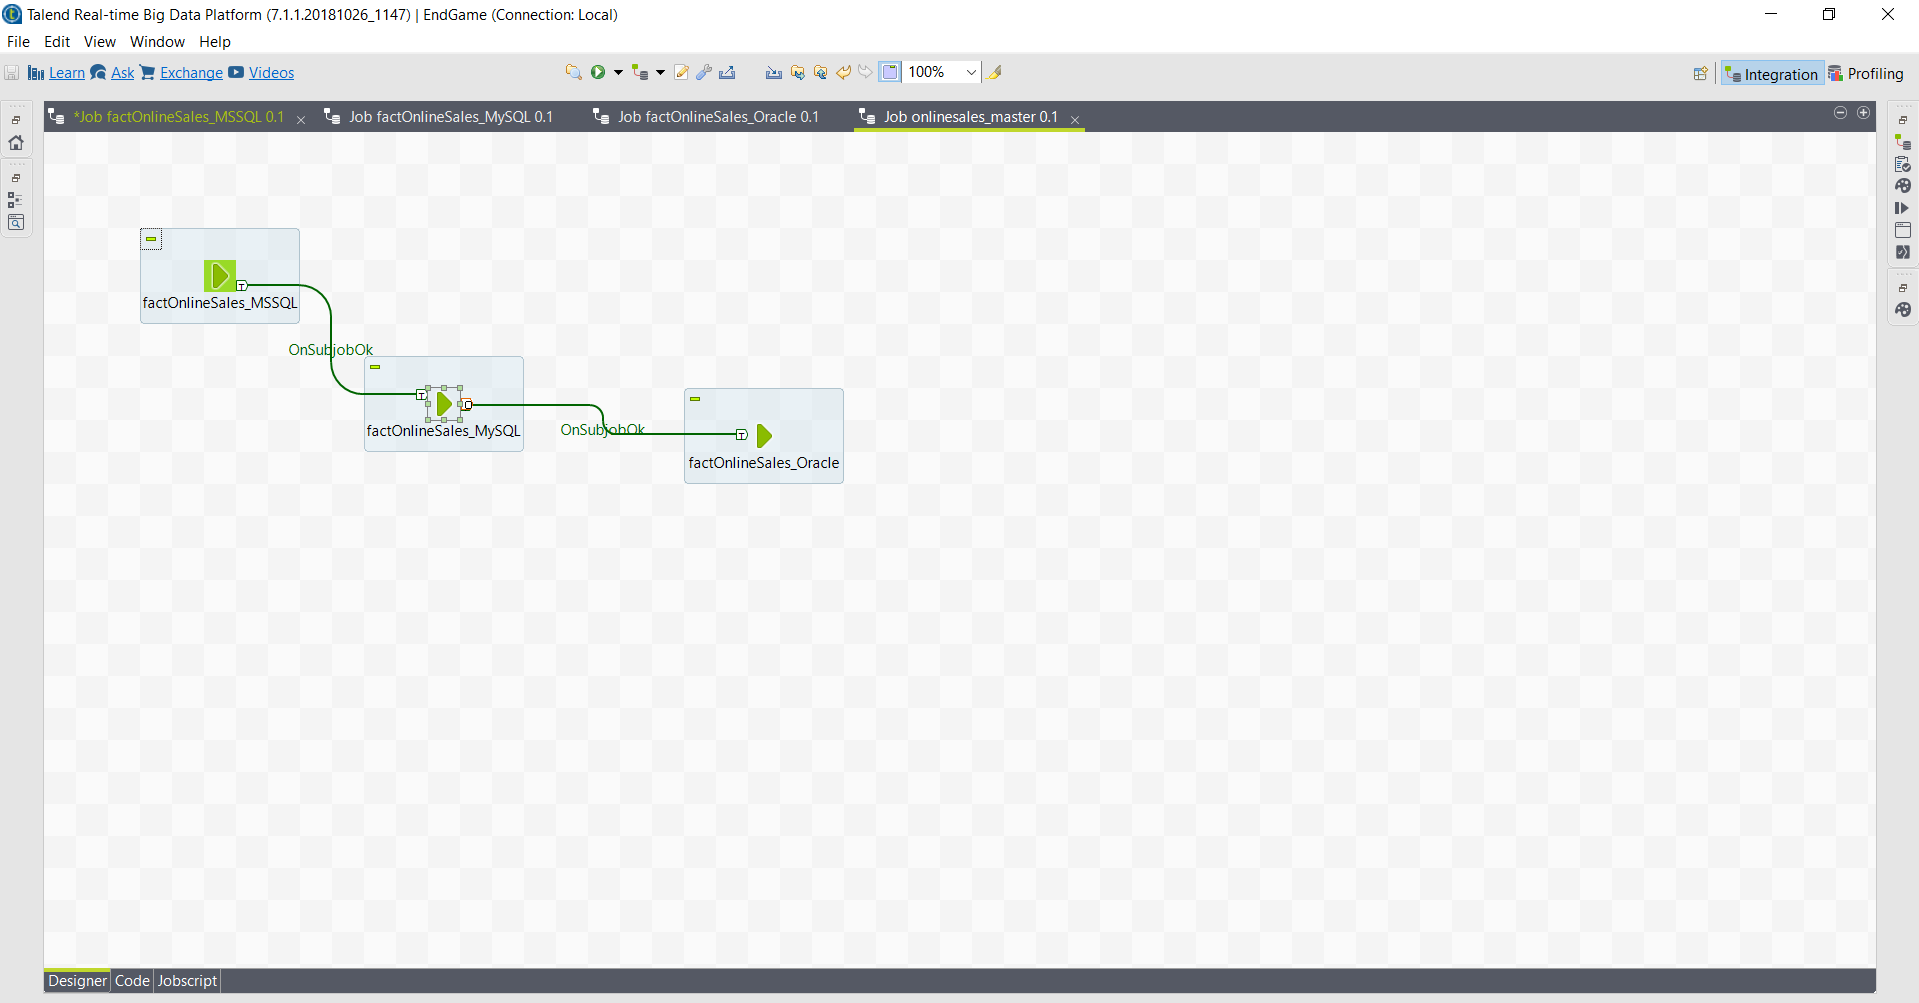 Talend Real-time Big Data Platform (7.1.1.20181026_1147) | EndGame (Connection: Local)
File Edit View Window Help
Learn Ask Exchange Videos 100% Integration Profiling
*Job factOnlineSales_MSSQL 0.1 Job factOnlineSales_MySQL 0.1 Job factOnlineSales_Oracle 0.1 Job onlinesales_master 0.1
factOnlineSales_MSSQL
OnSubjobOk
factOnlineSales_MySQL
OnSubjobOk
factOnlineSales_Oracle
Designer Code Jobscript